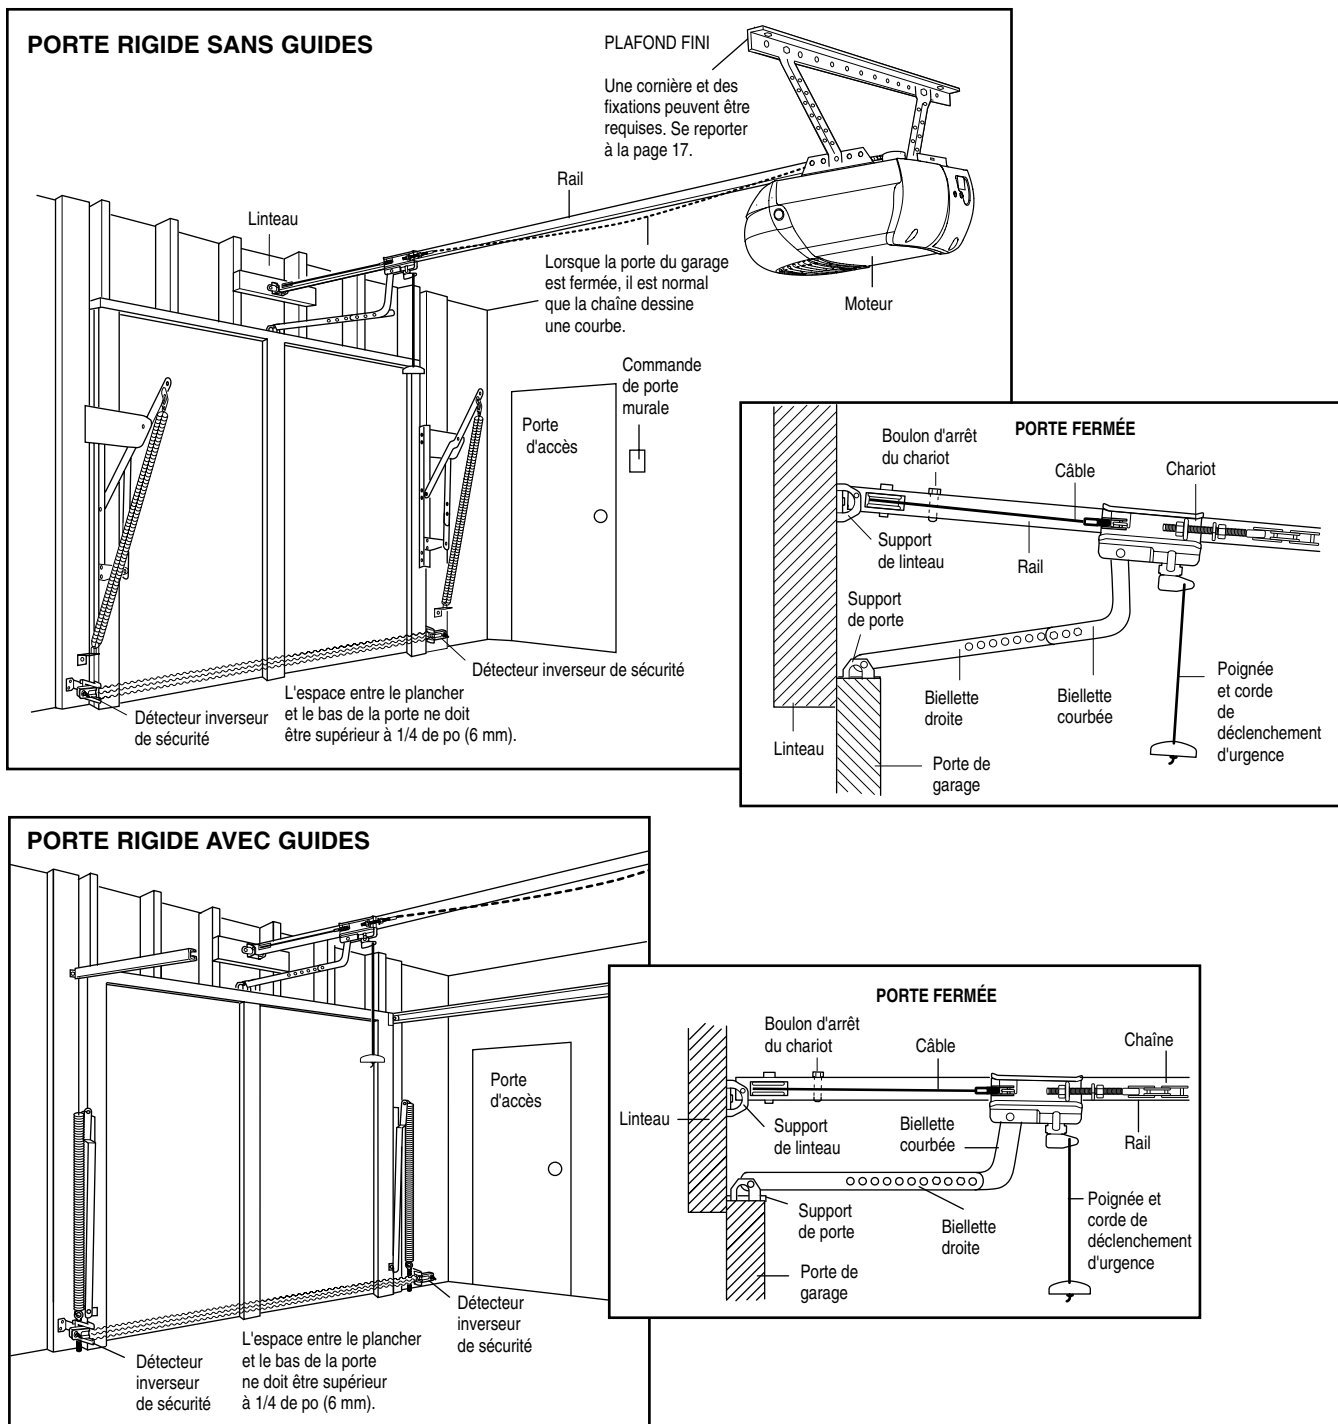 PORTE RIGIDE SANS GUIDES
PLAFOND FINI
Une cornière et des
fixations peuvent être
requises. Se reporter
à la page 17.
Rail
Linteau
Lorsque la porte du garage
est fermée, il est normal
que la chaîne dessine
une courbe.
Moteur
Commande
de porte
murale
Porte
d'accès
Détecteur inverseur de sécurité
L'espace entre le plancher
et le bas de la porte ne doit
être supérieur à 1/4 de po (6 mm).
Détecteur inverseur
de sécurité
PORTE FERMÉE
Boulon d'arrêt
du chariot
Câble
Chariot
Support
de linteau
Rail
Support
de porte
Biellette
droite
Biellette
courbée
Poignée
et corde
de
déclenchement
d'urgence
Linteau
Porte de
garage
PORTE RIGIDE AVEC GUIDES
Porte
d'accès
Détecteur
inverseur
de sécurité
L'espace entre le plancher
et le bas de la porte
ne doit être supérieur
à 1/4 de po (6 mm).
Détecteur
inverseur
de sécurité
PORTE FERMÉE
Boulon d'arrêt
du chariot
Câble
Chaîne
Linteau
Support
de linteau
Biellette
courbée
Rail
Support
de porte
Biellette
droite
Poignée et
corde de
déclenchement
d'urgence
Porte de
garage